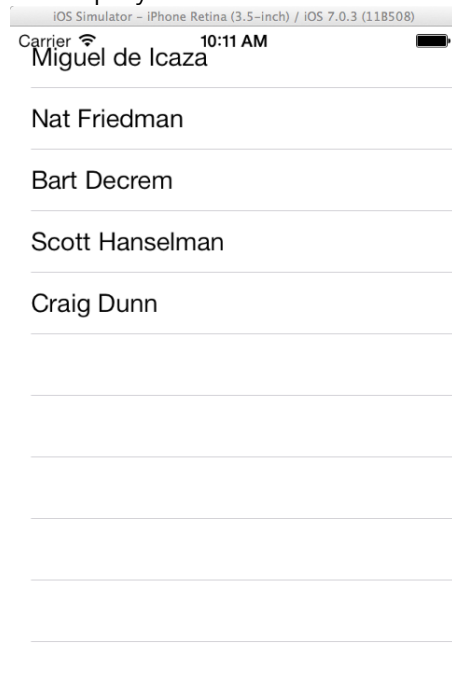 iOS Simulator – iPhone Retina (3.5-inch) / iOS 7.0.3 (11B508)
Carrier 10:11 AM
Miguel de Icaza
Nat Friedman
Bart Decrem
Scott Hanselman
Craig Dunn